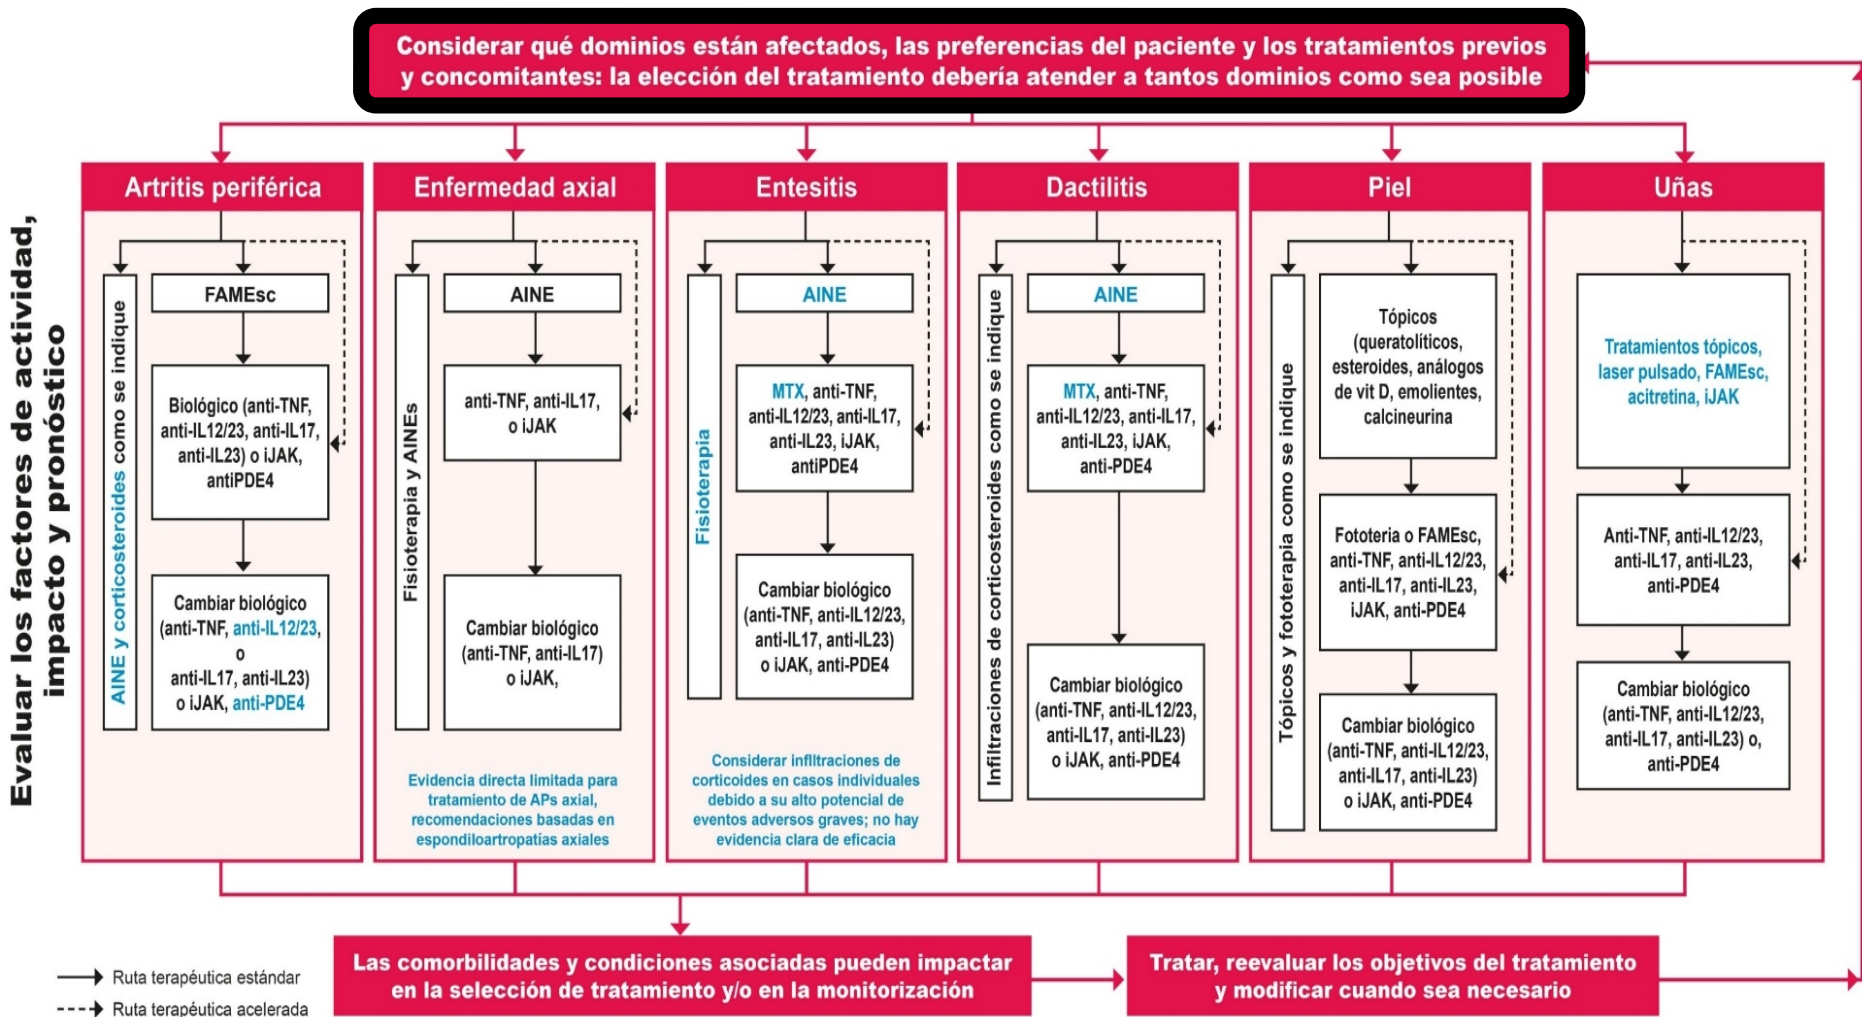 Considerar qué dominios están afectados, las preferencias del paciente y los tratamientos previos
y concomitantes: la elección del tratamiento debería atender a tantos dominios como sea posible
Evaluar los factores de actividad,
impacto y pronóstico
Artritis periférica
AINE y corticosteroides como se indique
FAMEsc
Biológico (anti-TNF,
anti-IL12/23, anti-IL17,
anti-IL23) o iJAK,
antiPDE4
Cambiar biológico
(anti-TNF, anti-IL12/23,
o
anti-IL17, anti-IL23)
o iJAK, anti-PDE4
Enfermedad axial
Fisioterapia y AINEs
AINE
anti-TNF, anti-IL17,
o iJAK
Cambiar biológico
(anti-TNF, anti-IL17)
o iJAK,
Evidencia directa limitada para
tratamiento de APs axial,
recomendaciones basadas en
espondiloartropatías axiales
Entesitis
Fisioterapia
AINE
MTX, anti-TNF,
anti-IL12/23, anti-IL17,
anti-IL23, iJAK,
antiPDE4
Cambiar biológico
(anti-TNF, anti-IL12/23,
anti-IL17, anti-IL23)
o iJAK, anti-PDE4
Considerar infiltraciones de
corticoides en casos individuales
debido a su alto potencial de
eventos adversos graves; no hay
evidencia clara de eficacia
Dactilitis
Infiltraciones de corticosteroides como se indique
AINE
MTX, anti-TNF,
anti-IL12/23, anti-IL17,
anti-IL23, iJAK,
anti-PDE4
Cambiar biológico
(anti-TNF, anti-IL12/23,
anti-IL17, anti-IL23)
o iJAK, anti-PDE4
Piel
Tópicos y fototerapia como se indique
Tópicos
(queratolíticos,
esteroides, análogos
de vit D, emolientes,
calcineurina
Fototeria o FAMEsc,
anti-TNF, anti-IL12/23,
anti-IL17, anti-IL23,
iJAK, anti-PDE4
Cambiar biológico
(anti-TNF, anti-IL12/23,
anti-IL17, anti-IL23)
o iJAK, anti-PDE4
Uñas
Tratamientos tópicos,
laser pulsado, FAMEsc,
acitretina, iJAK
Anti-TNF, anti-IL12/23,
anti-IL17, anti-IL23,
anti-PDE4
Cambiar biológico
(anti-TNF, anti-IL12/23,
anti-IL17, anti-IL23) o,
anti-PDE4
Ruta terapéutica estándar
Ruta terapéutica acelerada
Las comorbilidades y condiciones asociadas pueden impactar
en la selección de tratamiento y/o en la monitorización
Tratar, reevaluar los objetivos del tratamiento
y modificar cuando sea necesario